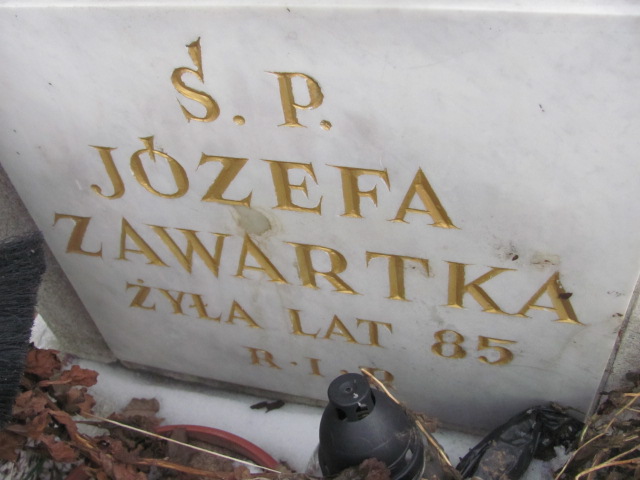 Ś. P.
JÓZEFA
ZAWARTKA
ŻYŁA LAT 85
R. I. P